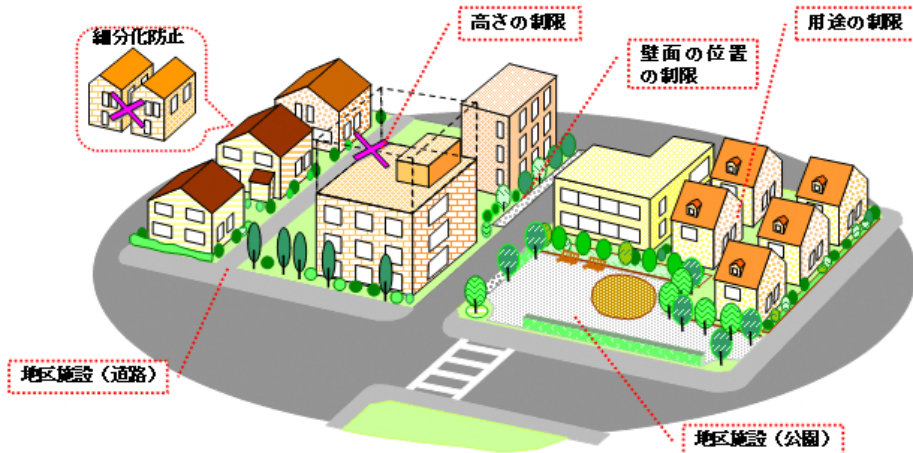 細分化防止
高さの制限
用途の制限
壁面の位置
の制限
地区施設（道路）
地区施設（公園）